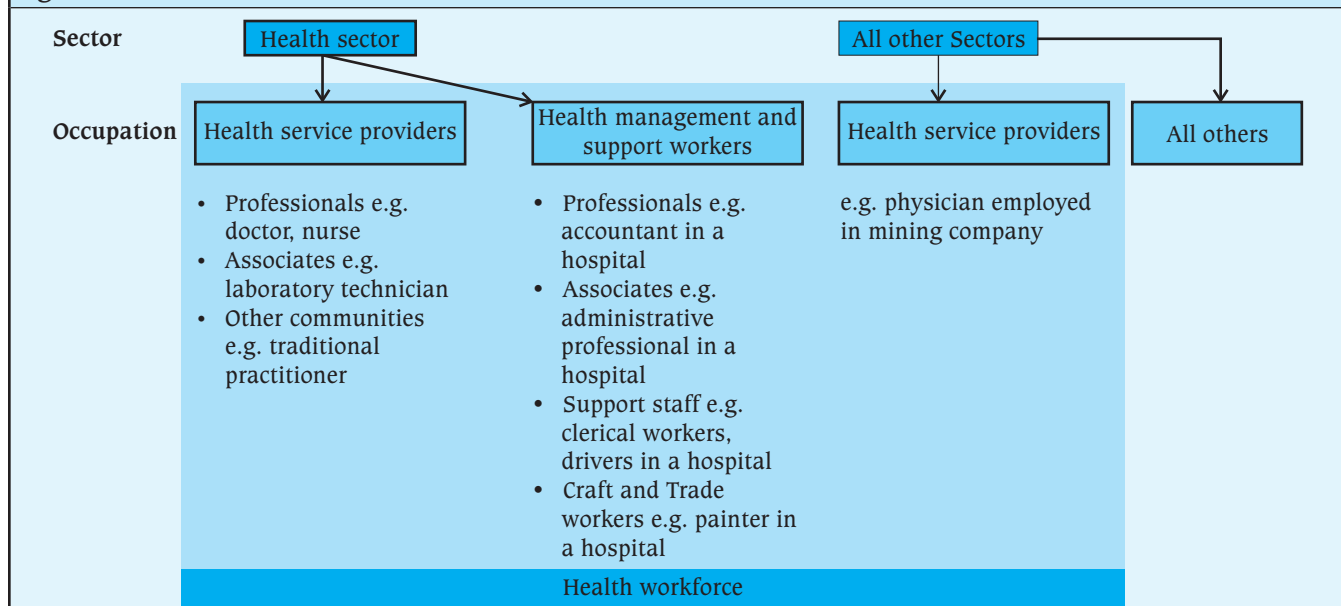 Sector
Health sector
All other Sectors
Occupation
Health service providers
Health management and
support workers
Health service providers
All others
• Professionals e.g.
doctor, nurse
• Associates e.g.
laboratory technician
• Other communities
e.g. traditional
practitioner
• Professionals e.g.
accountant in a
hospital
• Associates e.g.
administrative
professional in a
hospital
• Support staff e.g.
clerical workers,
drivers in a hospital
• Craft and Trade
workers e.g. painter in
a hospital
e.g. physician employed
in mining company
Health workforce